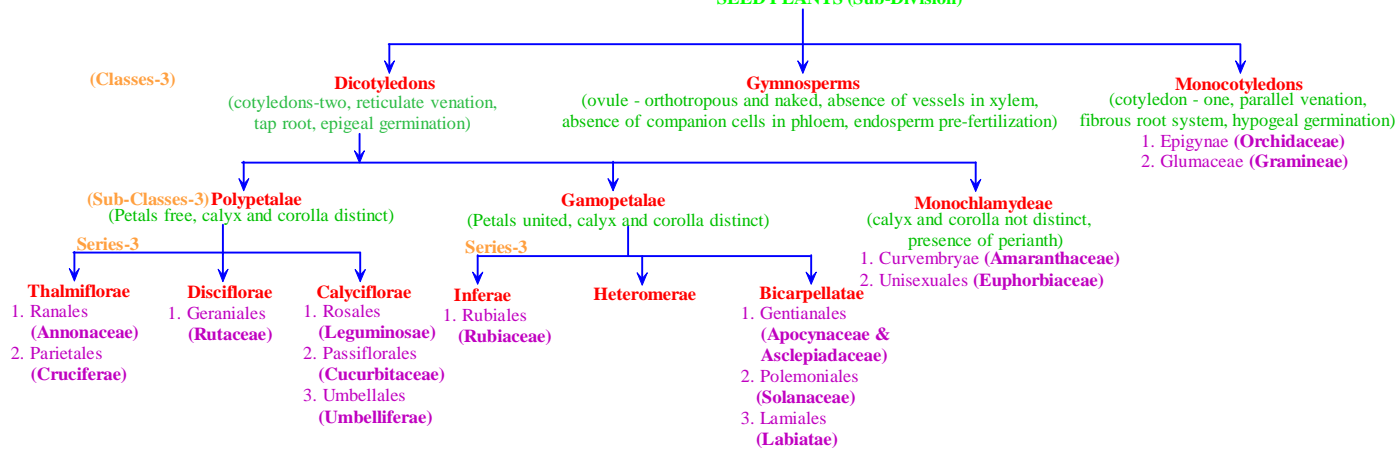 SEED PLANTS (Sub-Division)
(Classes-3)
Dicotyledons
(cotyledons-two, reticulate venation,
tap root, epigeal germination)
Gymnosperms
(ovule - orthotropous and naked, absence of vessels in xylem,
absence of companion cells in phloem, endosperm pre-fertilization)
Monocotyledons
(cotyledon - one, parallel venation,
fibrous root system, hypogeal germination)
1. Epigynae (Orchidaceae)
2. Glumaceae (Gramineae)
(Sub-Classes-3) Polypetalae
(Petals free, calyx and corolla distinct)
Gamopetalae
(Petals united, calyx and corolla distinct)
Monochlamydeae
(calyx and corolla not distinct,
presence of perianth)
1. Curvembryae (Amaranthaceae)
2. Unisexuales (Euphorbiaceae)
Series-3
Thalmiflorae
1. Ranales
(Annonaceae)
2. Parietales
(Cruciferae)
Disciflorae
1. Geraniales
(Rutaceae)
Calyciflorae
1. Rosales
(Leguminosae)
2. Passiflorales
(Cucurbitaceae)
3. Umbellales
(Umbelliferae)
Series-3
Inferae
1. Rubiales
(Rubiaceae)
Heteromerae
Bicarpellatae
1. Gentianales
(Apocynaceae &
Asclepiadaceae)
2. Polemoniales
(Solanaceae)
3. Lamiales
(Labiatae)